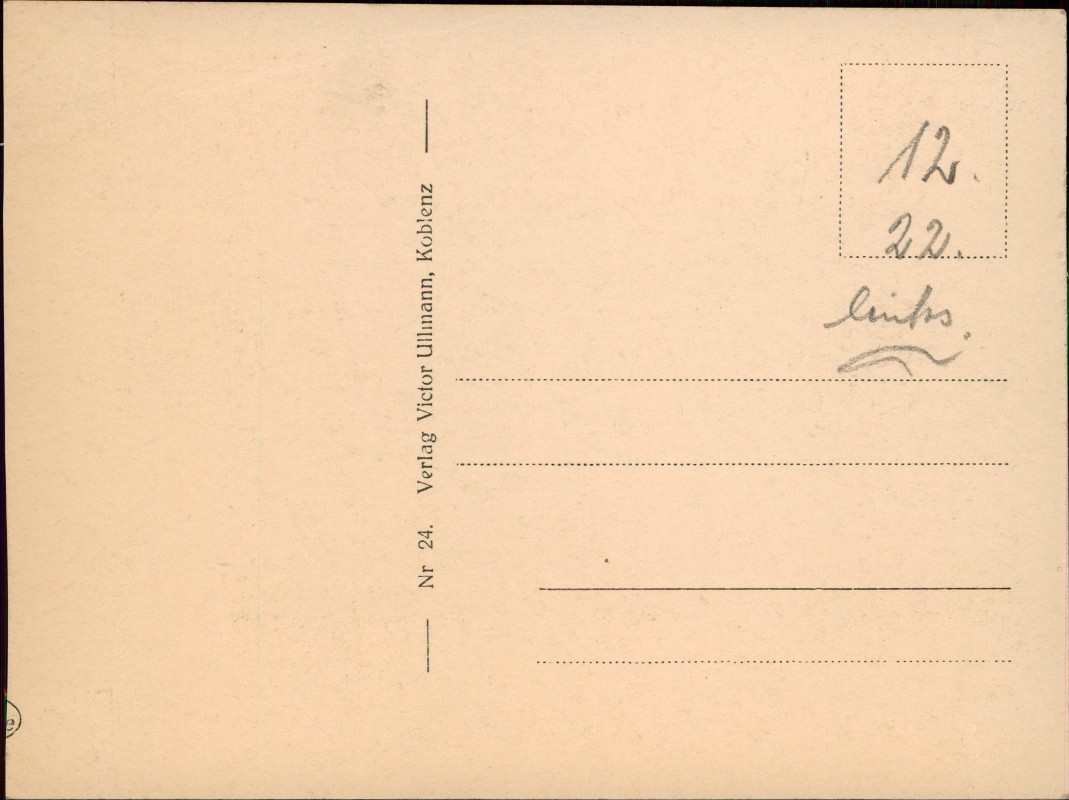 Nr 24. Verlag Victor Ullmann, Koblenz
12.
22.
links.